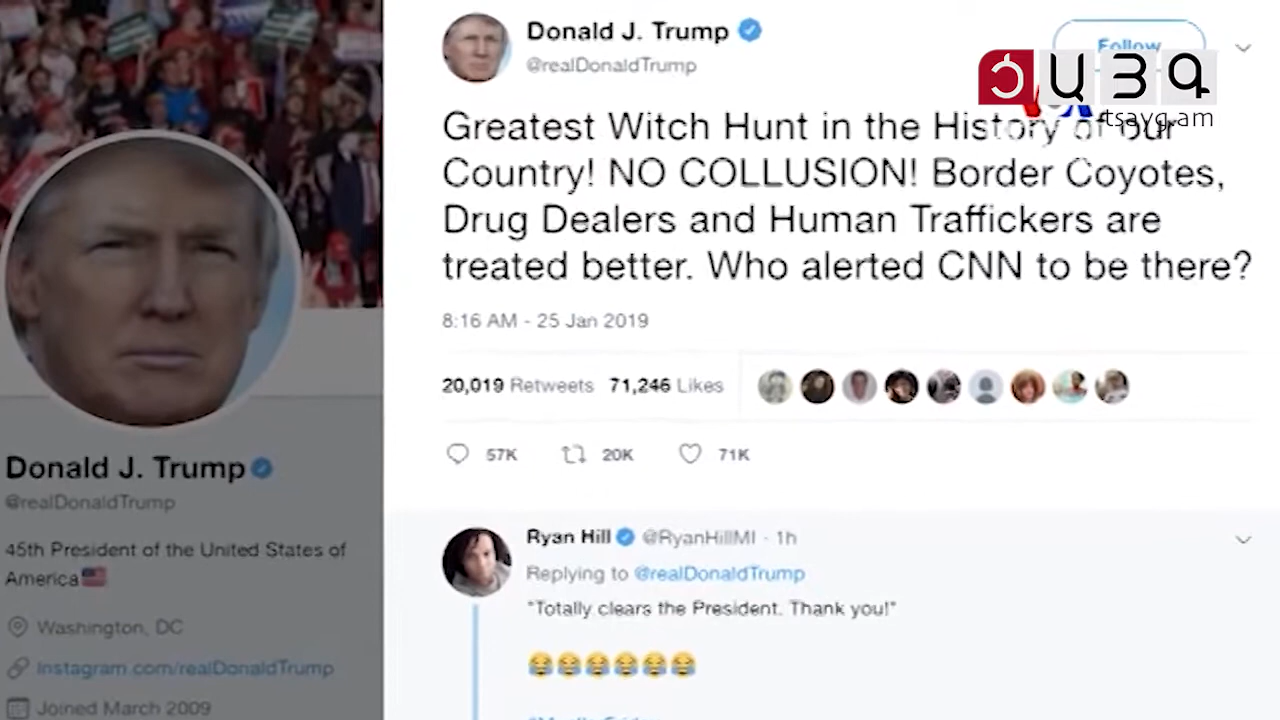 Donald J. Trump
@realDonaldTrump
Follow
ՀԱՅԳ
tsayg.am
Greatest Witch Hunt in the History of Our
Country! NO COLLUSION! Border Coyotes,
Drug Dealers and Human Traffickers are
treated better. Who alerted CNN to be there?
8:16 AM - 25 Jan 2019
20,019 Retweets 71,246 Likes
57K 20K 71K
Donald J. Trump
@realDonaldTrump
45th President of the United States of
America
Washington, DC
Instagram.com/realDonaldTrump
Joined March 2009
Ryan Hill @RyanHillMI · 1h
Replying to @realDonaldTrump
"Totally clears the President. Thank you!"